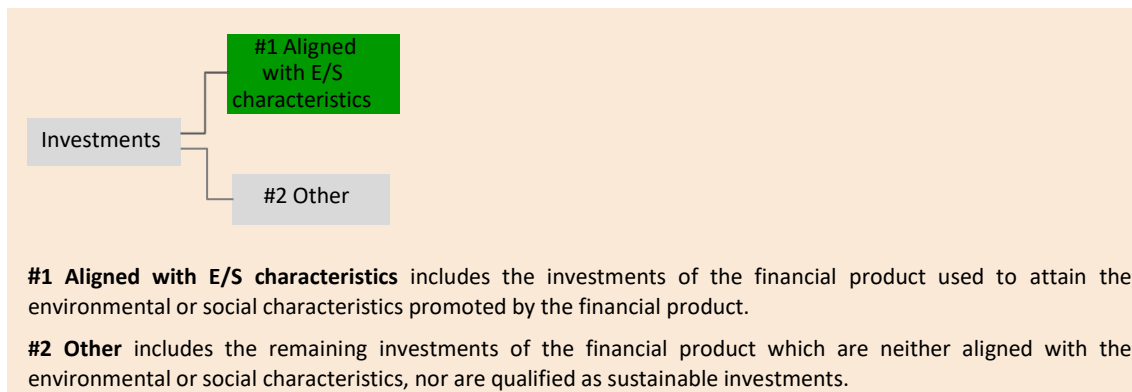 #1 Aligned
with E/S
characteristics
Investments
#2 Other
#1 Aligned with E/S characteristics includes the investments of the financial product used to attain the
environmental or social characteristics promoted by the financial product.
#2 Other includes the remaining investments of the financial product which are neither aligned with the
environmental or social characteristics, nor are qualified as sustainable investments.